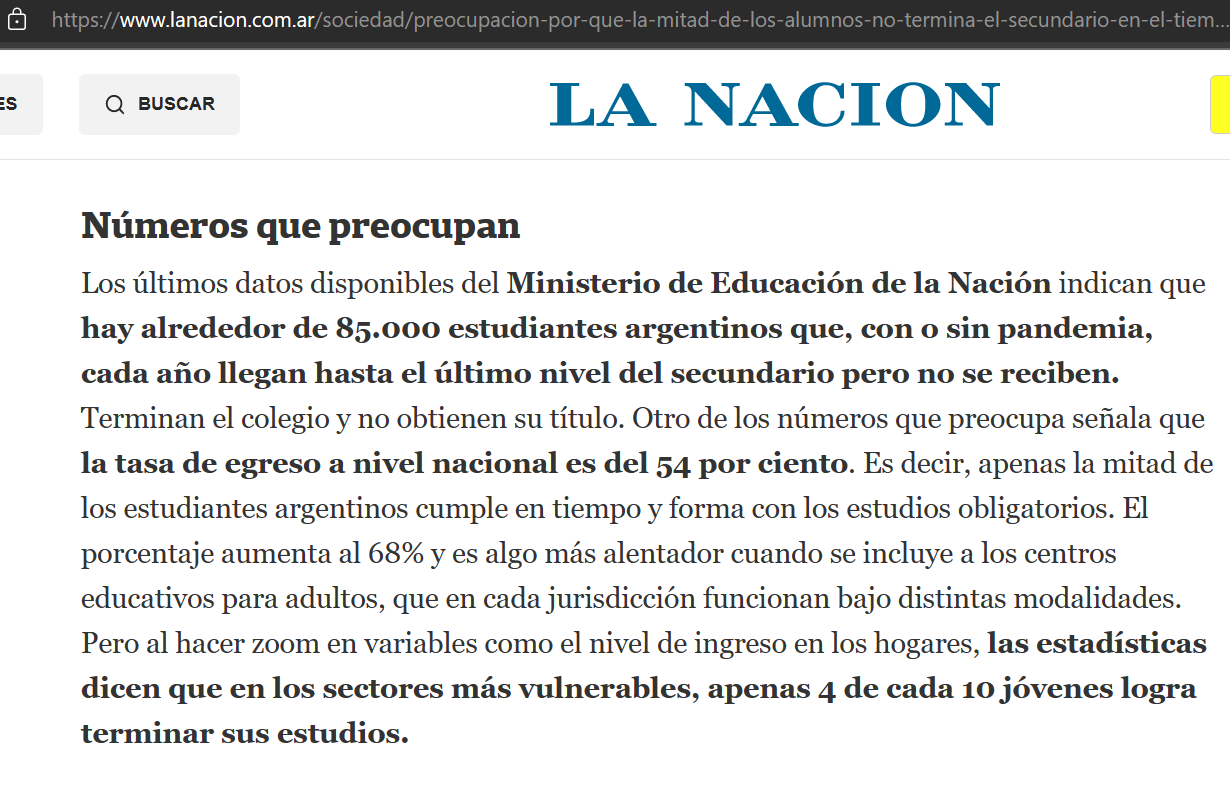 https://www.lanacion.com.ar/sociedad/preocupacion-por-que-la-mitad-de-los-alumnos-no-termina-el-secundario-en-el-tiem...
ES
BUSCAR
LA NACION
Números que preocupan
Los últimos datos disponibles del Ministerio de Educación de la Nación indican que
hay alrededor de 85.000 estudiantes argentinos que, con o sin pandemia,
cada año llegan hasta el último nivel del secundario pero no se reciben.
Terminan el colegio y no obtienen su título. Otro de los números que preocupa señala que
la tasa de egreso a nivel nacional es del 54 por ciento. Es decir, apenas la mitad de
los estudiantes argentinos cumple en tiempo y forma con los estudios obligatorios. El
porcentaje aumenta al 68% y es algo más alentador cuando se incluye a los centros
educativos para adultos, que en cada jurisdicción funcionan bajo distintas modalidades.
Pero al hacer zoom en variables como el nivel de ingreso en los hogares, las estadísticas
dicen que en los sectores más vulnerables, apenas 4 de cada 10 jóvenes logra
terminar sus estudios.